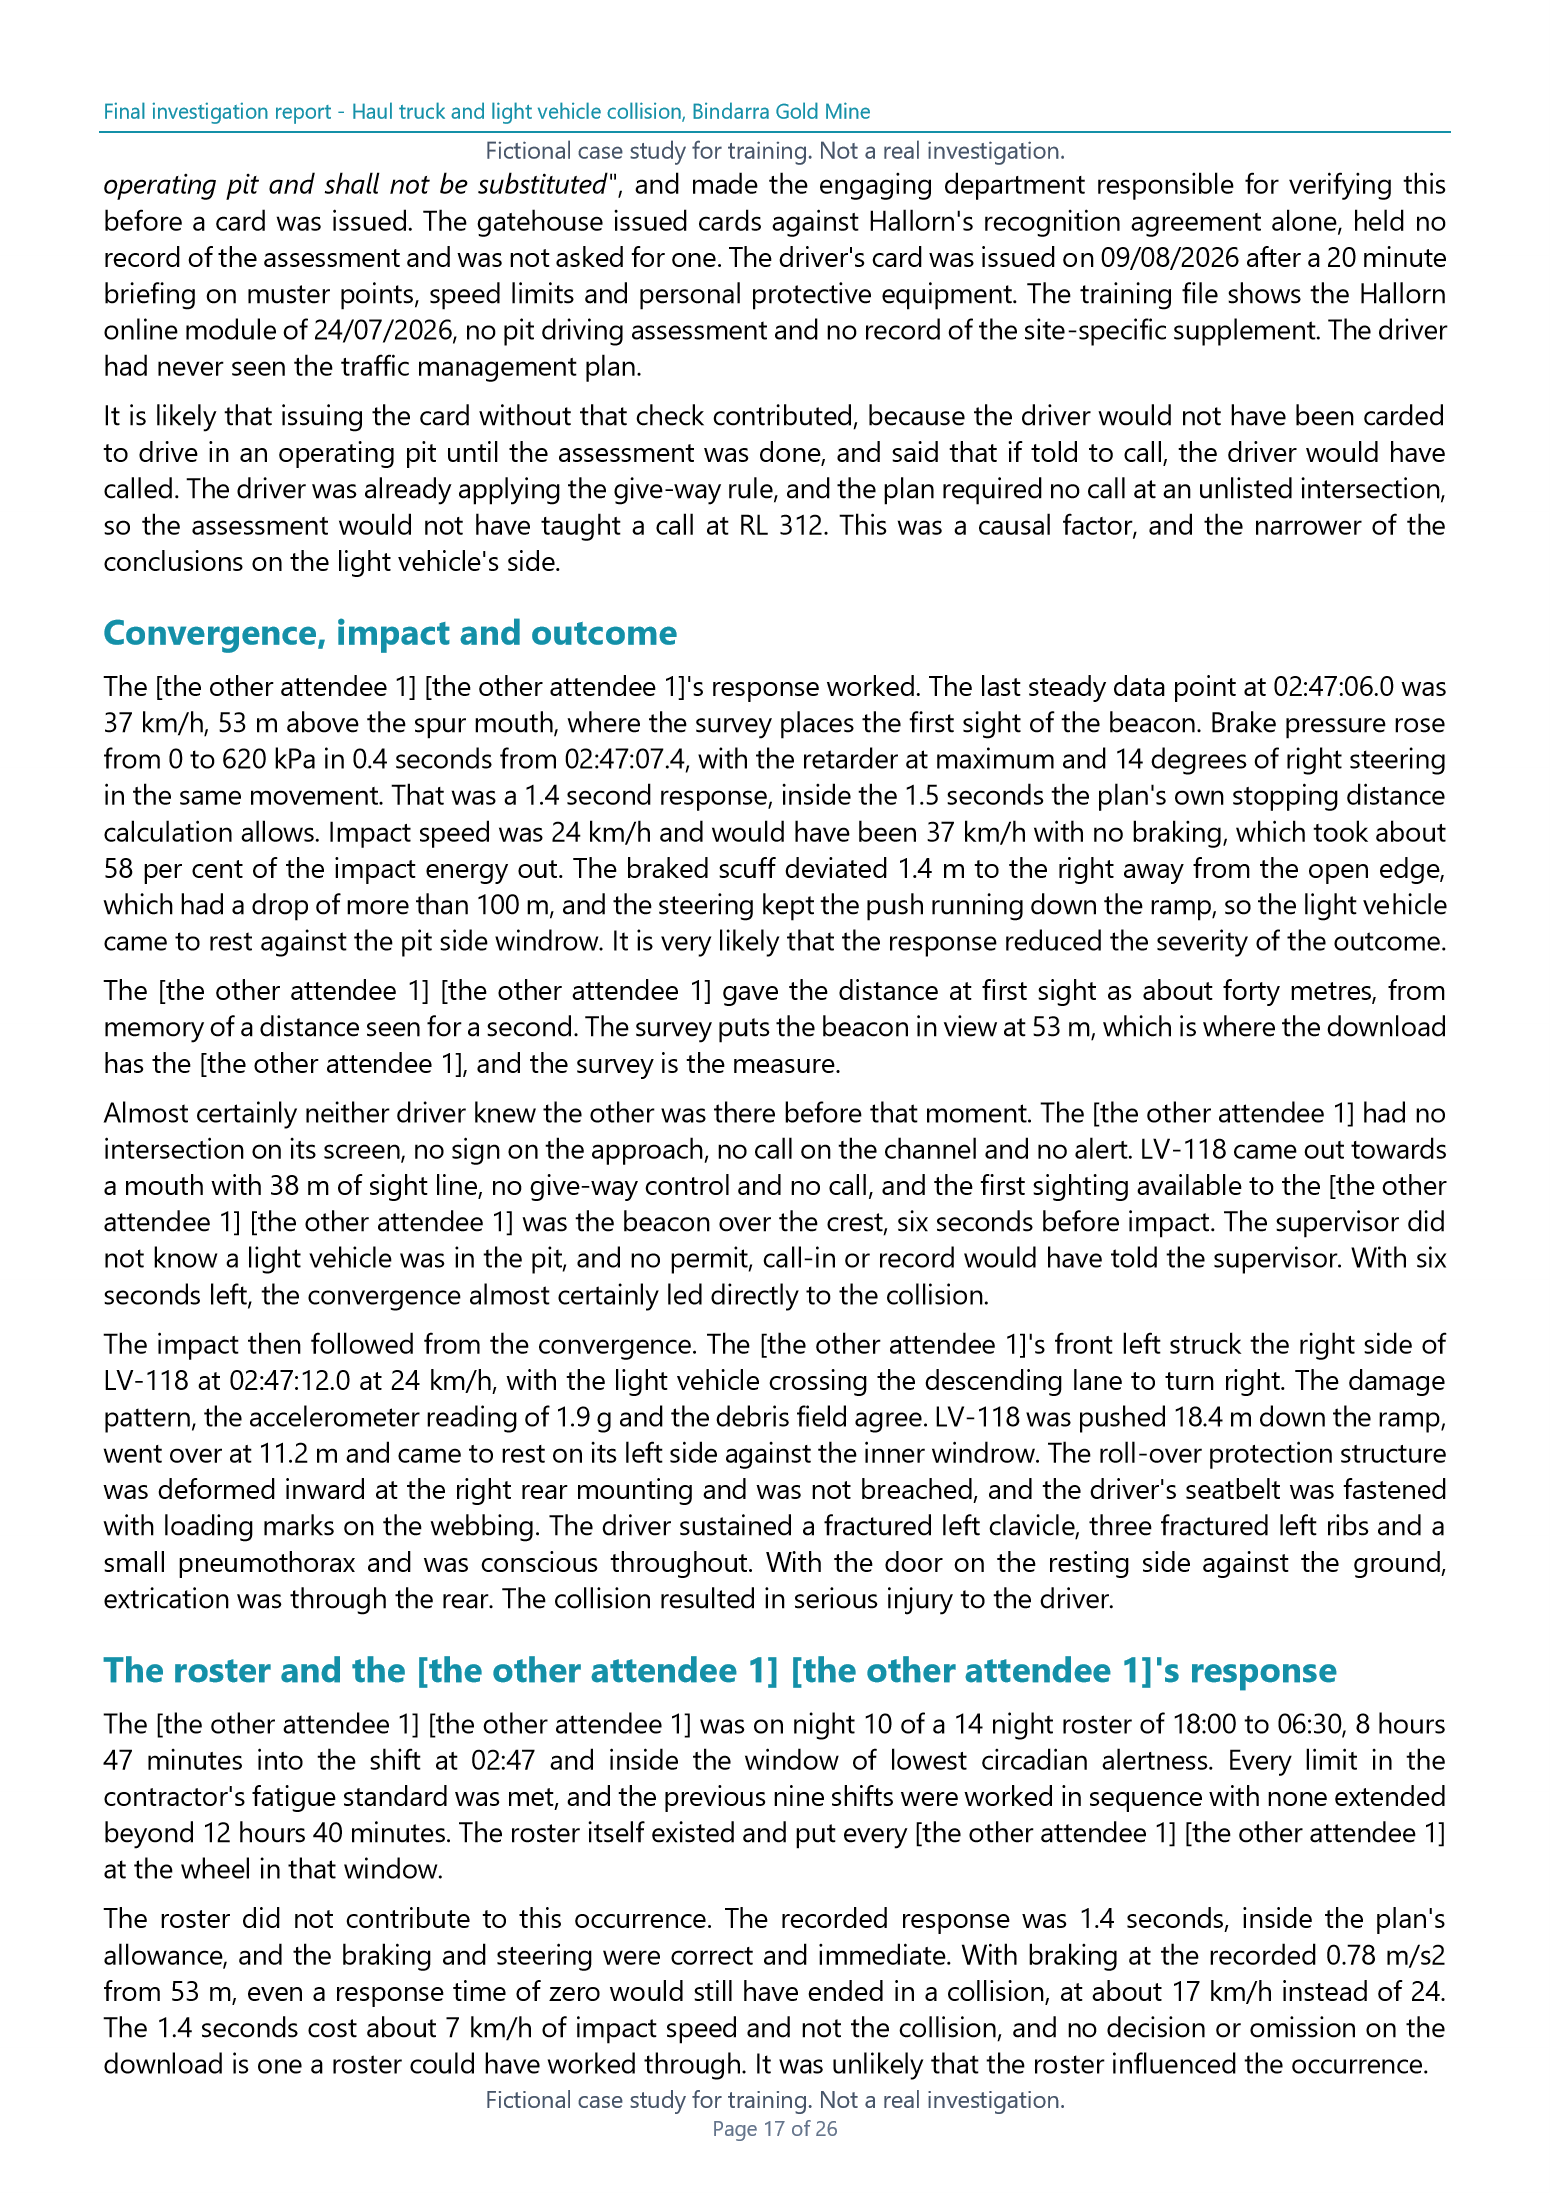 Final investigation report - Haul truck and light vehicle collision, Bindarra Gold Mine
Fictional case study for training. Not a real investigation.
operating pit and shall not be substituted", and made the engaging department responsible for verifying this
before a card was issued. The gatehouse issued cards against Hallorn's recognition agreement alone, held no
record of the assessment and was not asked for one. The driver's card was issued on 09/08/2026 after a 20 minute
briefing on muster points, speed limits and personal protective equipment. The training file shows the Hallorn
online module of 24/07/2026, no pit driving assessment and no record of the site-specific supplement. The driver
had never seen the traffic management plan.
It is likely that issuing the card without that check contributed, because the driver would not have been carded
to drive in an operating pit until the assessment was done, and said that if told to call, the driver would have
called. The driver was already applying the give-way rule, and the plan required no call at an unlisted intersection,
so the assessment would not have taught a call at RL 312. This was a causal factor, and the narrower of the
conclusions on the light vehicle's side.
Convergence, impact and outcome
The [the other attendee 1] [the other attendee 1]'s response worked. The last steady data point at 02:47:06.0 was
37 km/h, 53 m above the spur mouth, where the survey places the first sight of the beacon. Brake pressure rose
from 0 to 620 kPa in 0.4 seconds from 02:47:07.4, with the retarder at maximum and 14 degrees of right steering
in the same movement. That was a 1.4 second response, inside the 1.5 seconds the plan's own stopping distance
calculation allows. Impact speed was 24 km/h and would have been 37 km/h with no braking, which took about
58 per cent of the impact energy out. The braked scuff deviated 1.4 m to the right away from the open edge,
which had a drop of more than 100 m, and the steering kept the push running down the ramp, so the light vehicle
came to rest against the pit side windrow. It is very likely that the response reduced the severity of the outcome.
The [the other attendee 1] [the other attendee 1] gave the distance at first sight as about forty metres, from
memory of a distance seen for a second. The survey puts the beacon in view at 53 m, which is where the download
has the [the other attendee 1], and the survey is the measure.
Almost certainly neither driver knew the other was there before that moment. The [the other attendee 1] had no
intersection on its screen, no sign on the approach, no call on the channel and no alert. LV-118 came out towards
a mouth with 38 m of sight line, no give-way control and no call, and the first sighting available to the [the other
attendee 1] [the other attendee 1] was the beacon over the crest, six seconds before impact. The supervisor did
not know a light vehicle was in the pit, and no permit, call-in or record would have told the supervisor. With six
seconds left, the convergence almost certainly led directly to the collision.
The impact then followed from the convergence. The [the other attendee 1]'s front left struck the right side of
LV-118 at 02:47:12.0 at 24 km/h, with the light vehicle crossing the descending lane to turn right. The damage
pattern, the accelerometer reading of 1.9 g and the debris field agree. LV-118 was pushed 18.4 m down the ramp,
went over at 11.2 m and came to rest on its left side against the inner windrow. The roll-over protection structure
was deformed inward at the right rear mounting and was not breached, and the driver's seatbelt was fastened
with loading marks on the webbing. The driver sustained a fractured left clavicle, three fractured left ribs and a
small pneumothorax and was conscious throughout. With the door on the resting side against the ground,
extrication was through the rear. The collision resulted in serious injury to the driver.
The roster and the [the other attendee 1] [the other attendee 1]'s response
The [the other attendee 1] [the other attendee 1] was on night 10 of a 14 night roster of 18:00 to 06:30, 8 hours
47 minutes into the shift at 02:47 and inside the window of lowest circadian alertness. Every limit in the
contractor's fatigue standard was met, and the previous nine shifts were worked in sequence with none extended
beyond 12 hours 40 minutes. The roster itself existed and put every [the other attendee 1] [the other attendee 1]
at the wheel in that window.
The roster did not contribute to this occurrence. The recorded response was 1.4 seconds, inside the plan's
allowance, and the braking and steering were correct and immediate. With braking at the recorded 0.78 m/s2
from 53 m, even a response time of zero would still have ended in a collision, at about 17 km/h instead of 24.
The 1.4 seconds cost about 7 km/h of impact speed and not the collision, and no decision or omission on the
download is one a roster could have worked through. It was unlikely that the roster influenced the occurrence.
Fictional case study for training. Not a real investigation.
Page 17 of 26